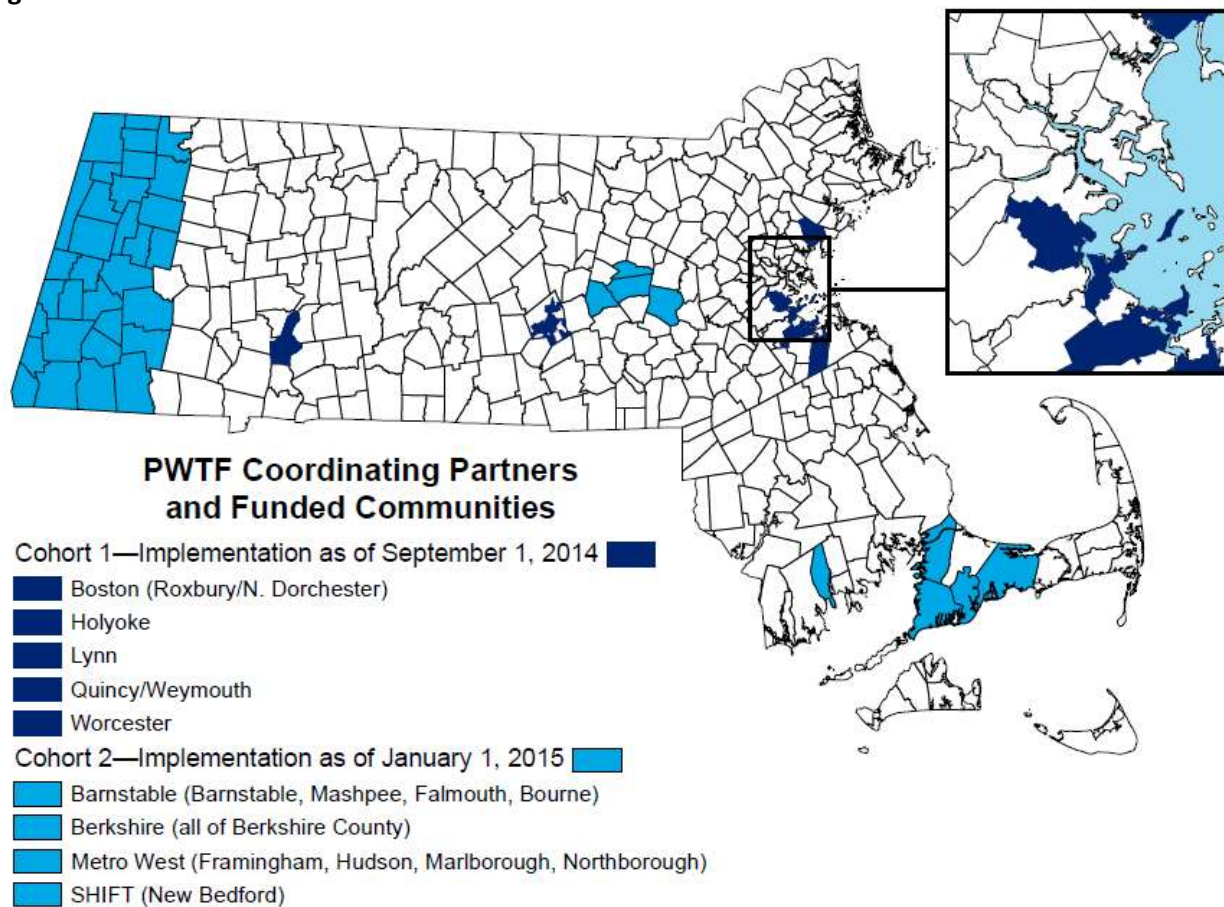 PWTF Coordinating Partners
and Funded Communities
Cohort 1—Implementation as of September 1, 2014
Boston (Roxbury/N. Dorchester)
Holyoke
Lynn
Quincy/Weymouth
Worcester
Cohort 2—Implementation as of January 1, 2015
Barnstable (Barnstable, Mashpee, Falmouth, Bourne)
Berkshire (all of Berkshire County)
Metro West (Framingham, Hudson, Marlborough, Northborough)
SHIFT (New Bedford)